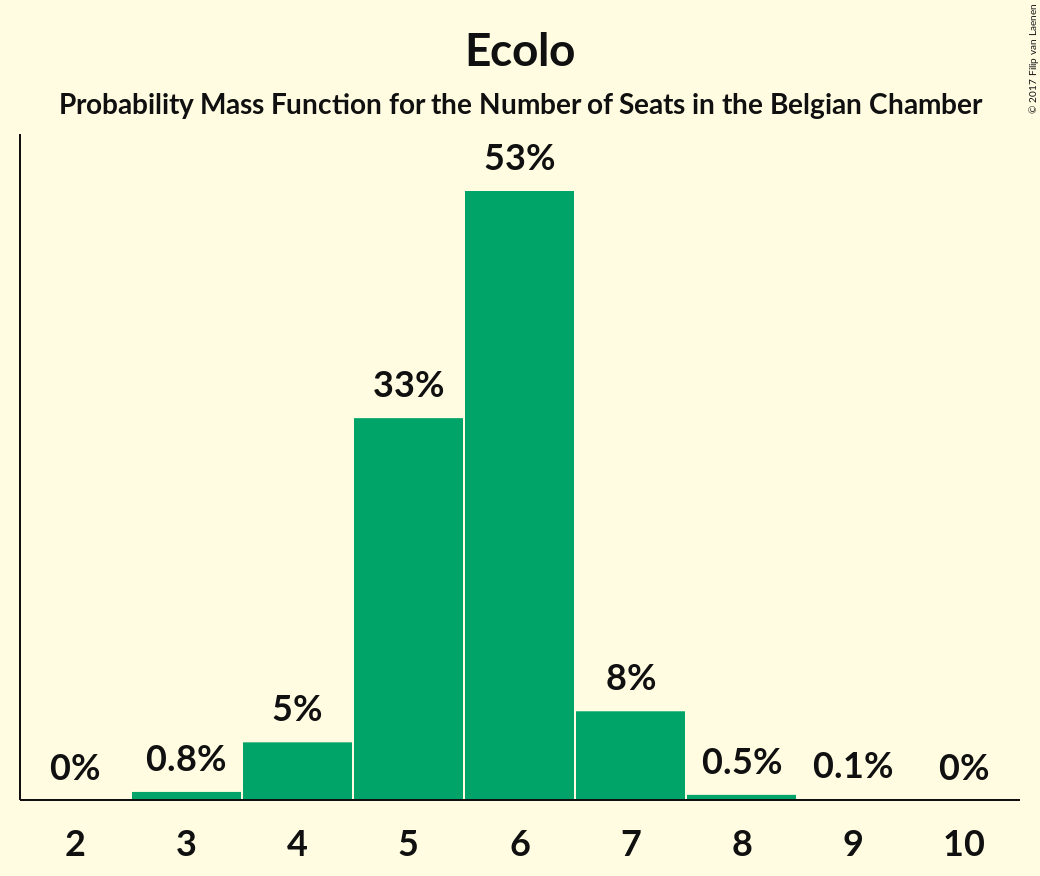 Ecolo
Probability Mass Function for the Number of Seats in the Belgian Chamber
© 2017 Filip van Laenen
53%
33%
8%
5%
0%
0.8%
0.5%
0.1%
0%
2 3 4 5 6 7 8 9 10